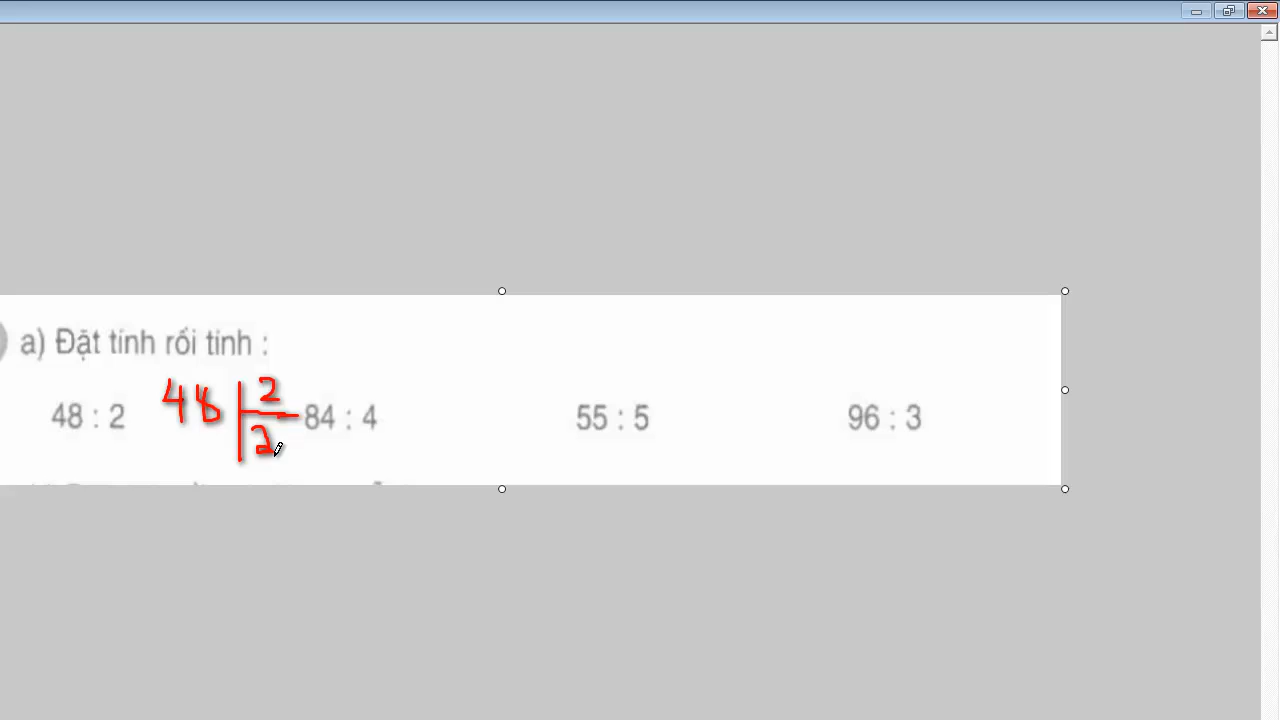 a) Đặt tính rồi tính :
48 2
48 : 2 84 : 4 55 : 5 96 : 3
2